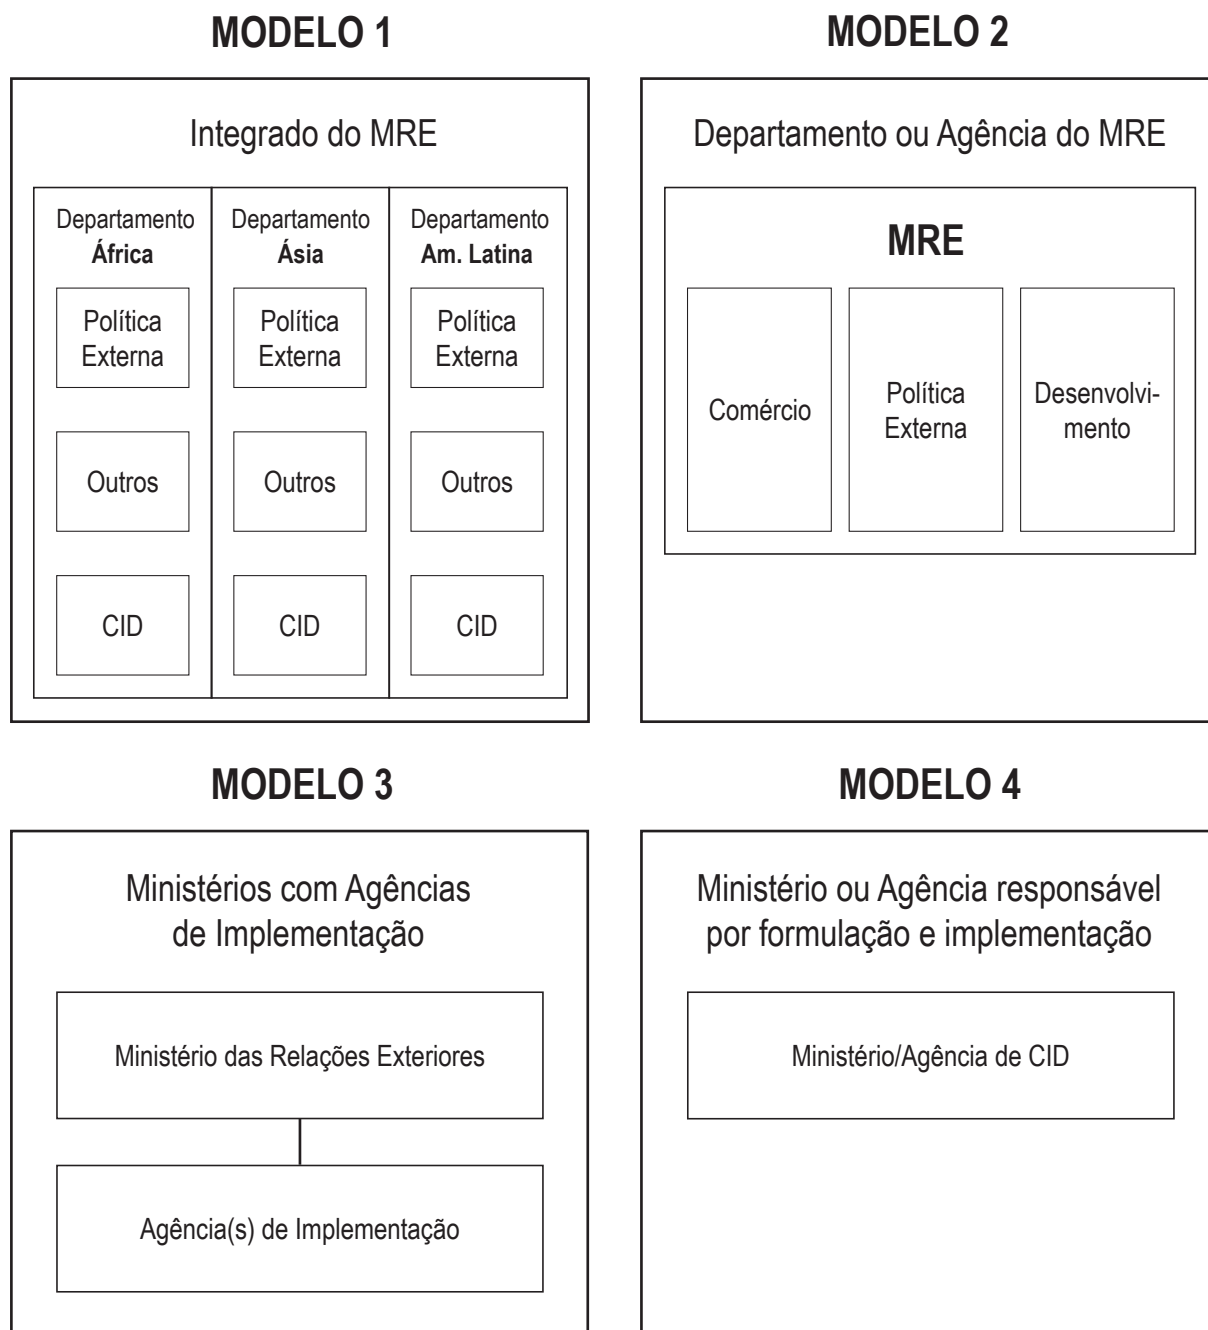 MODELO 1
Integrado do MRE
Departamento
África
Política
Externa
Outros
CID
Departamento
Ásia
Política
Externa
Outros
CID
Departamento
Am. Latina
Política
Externa
Outros
CID
MODELO 2
Departamento ou Agência do MRE
MRE
Comércio
Política
Externa
Desenvolvi-
mento
MODELO 3
Ministérios com Agências
de Implementação
Ministério das Relações Exteriores
Agência(s) de Implementação
MODELO 4
Ministério ou Agência responsável
por formulação e implementação
Ministério/Agência de CID